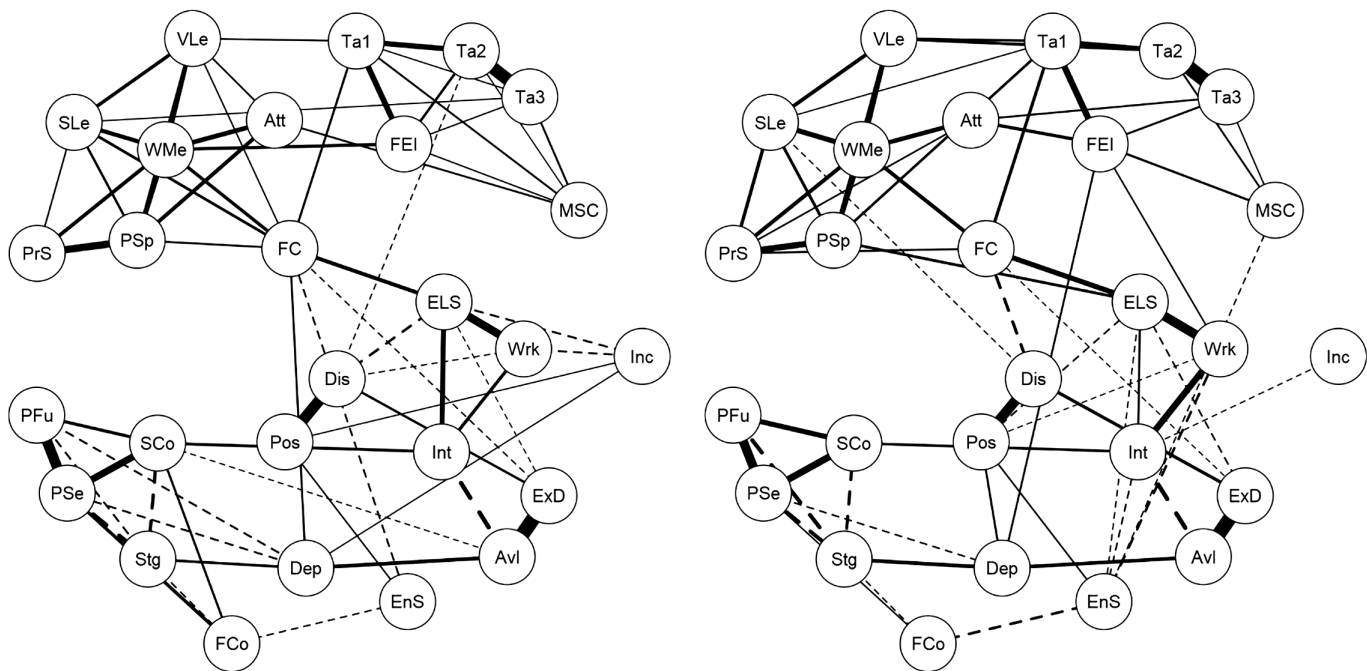 VLe
Ta1
Ta2
Ta3
SLe
Att
WMe
FEI
MSC
PrS
PSp
FC
ELS
Wrk
Inc
Dis
PFu
SCo
Pos
Int
PSe
ExD
Stg
Dep
Avl
EnS
FCo
VLe
Ta1
Ta2
Ta3
SLe
Att
WMe
FEI
MSC
PrS
PSp
FC
ELS
Wrk
Inc
Dis
PFu
SCo
Pos
Int
PSe
ExD
Stg
Dep
Avl
EnS
FCo